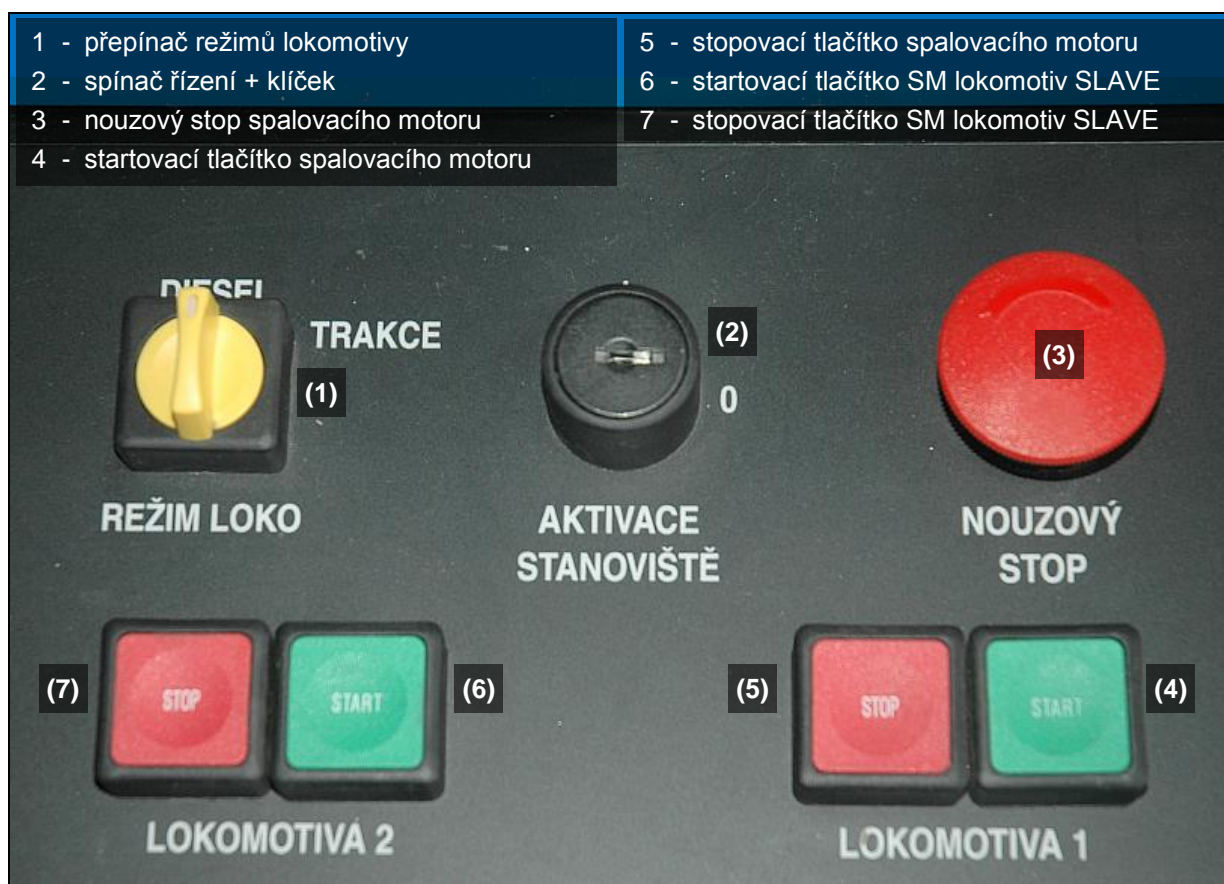 1 - přepínač režimů lokomotivy
2 - spínač řízení + klíček
3 - nouzový stop spalovacího motoru
4 - startovací tlačítko spalovacího motoru
5 - stopovací tlačítko spalovacího motoru
6 - startovací tlačítko SM lokomotiv SLAVE
7 - stopovací tlačítko SM lokomotiv SLAVE
DIESEL
TRAKCE
(1)
(2)
0
(3)
REŽIM LOKO
AKTIVACE
STANOVIŠTĚ
NOUZOVÝ
STOP
(7)
STOP
START
(6)
(5)
STOP
START
(4)
LOKOMOTIVA 2
LOKOMOTIVA 1